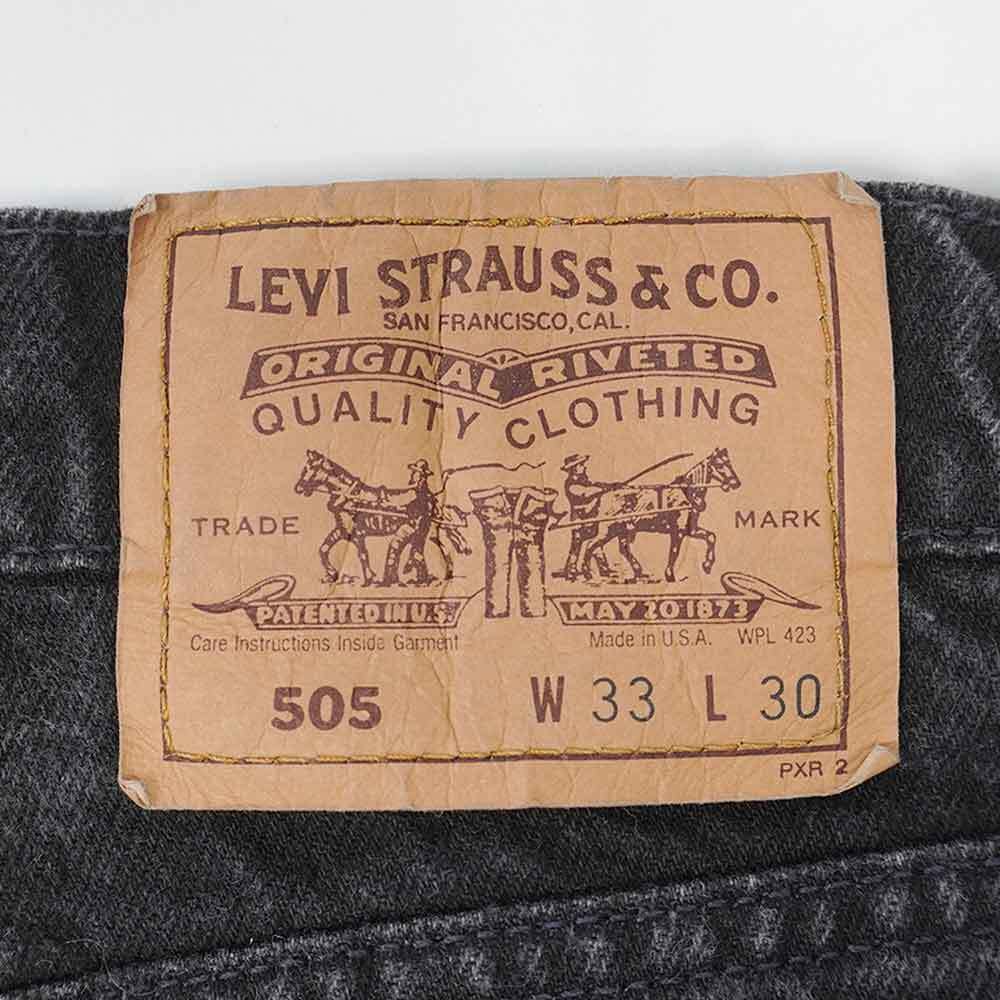 LEVI STRAUSS & CO.
SAN FRANCISCO, CAL.
ORIGINAL RIVETED
QUALITY CLOTHING
TRADE MARK
PATENTED IN U.S. MAY 20 1873
Care Instructions Inside Garment Made in U.S.A. WPL 423
505 W 33 L 30
PXR 2